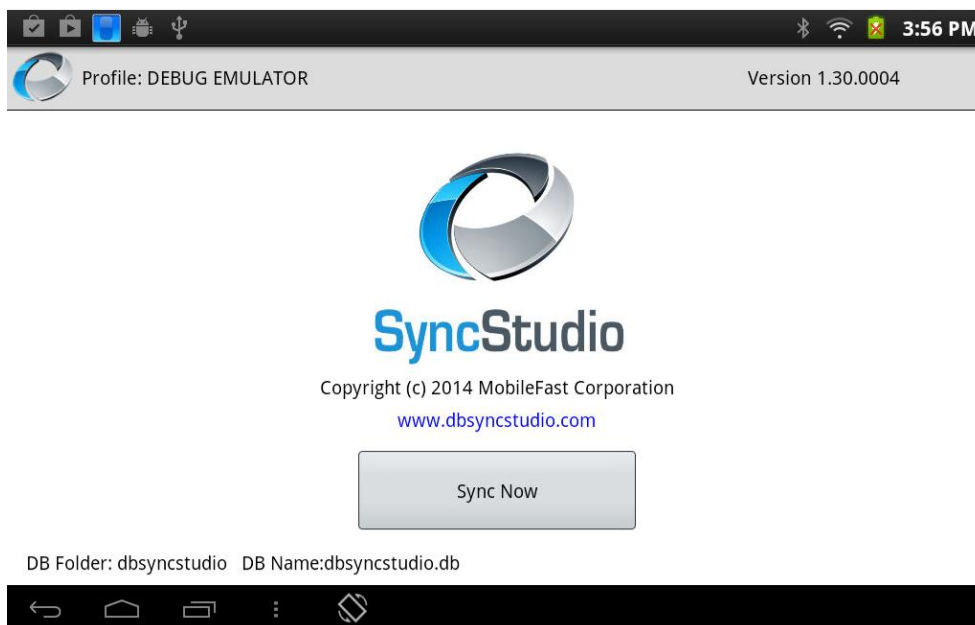 3:56 PM
Profile: DEBUG EMULATOR
Version 1.30.0004
SyncStudio
Copyright (c) 2014 MobileFast Corporation
www.dbsyncstudio.com
Sync Now
DB Folder: dbsyncstudio DB Name:dbsyncstudio.db